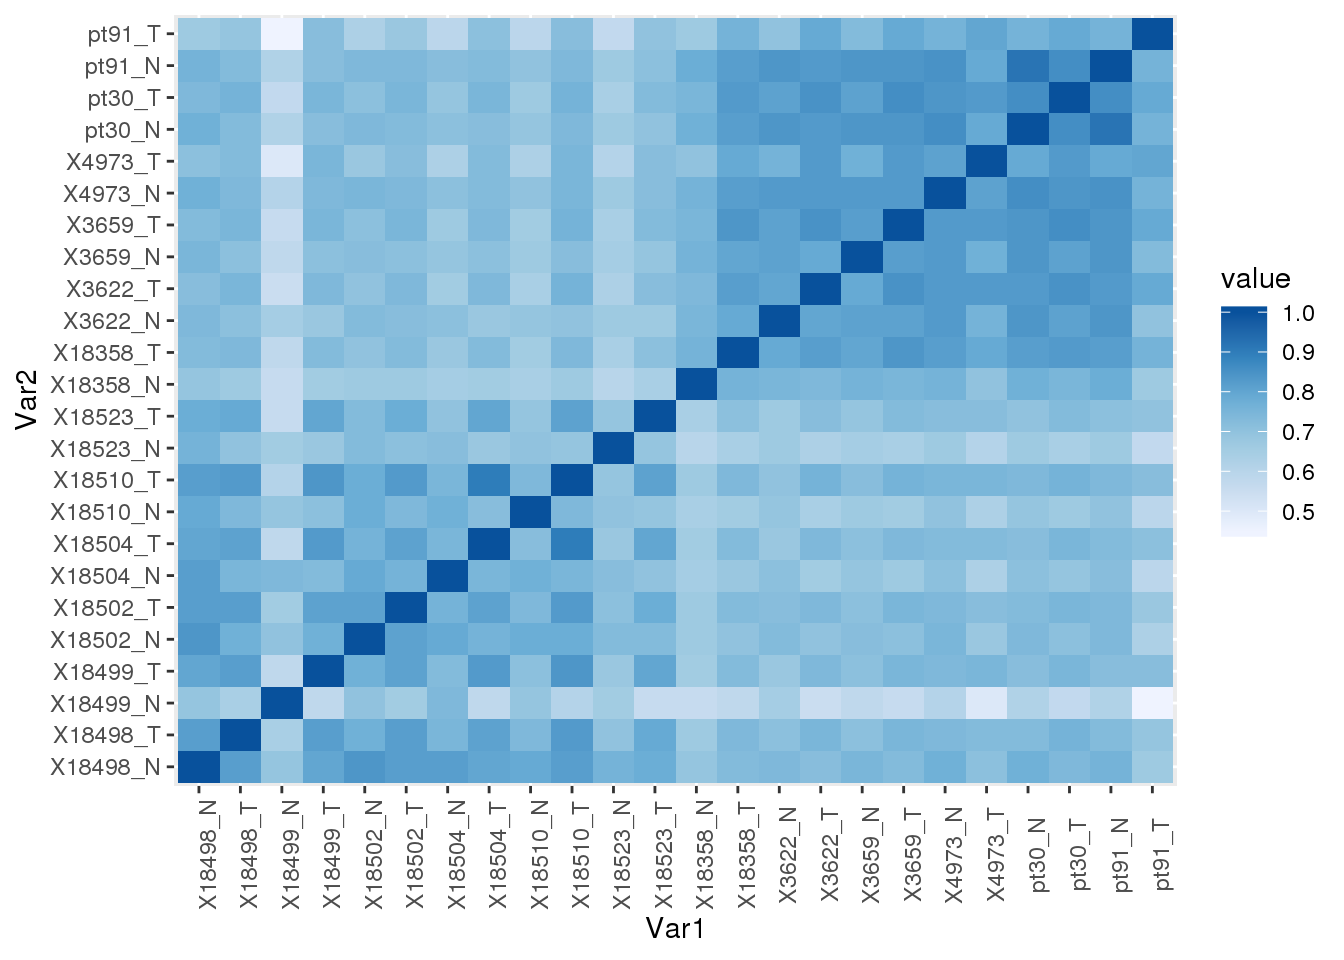 pt91_T
pt91_N
pt30_T
pt30_N
X4973_T
X4973_N
X3659_T
X3659_N
X3622_T
X3622_N
X18358_T
X18358_N
X18523_T
X18523_N
X18510_T
X18510_N
X18504_T
X18504_N
X18502_T
X18502_N
X18499_T
X18499_N
X18498_T
X18498_N
Var2
X18498_N
X18498_T
X18499_N
X18499_T
X18502_N
X18502_T
X18504_N
X18504_T
X18510_N
X18510_T
X18523_N
X18523_T
X18358_N
X18358_T
X3622_N
X3622_T
X3659_N
X3659_T
X4973_N
X4973_T
pt30_N
pt30_T
pt91_N
pt91_T
Var1
value
1.0
0.9
0.8
0.7
0.6
0.5